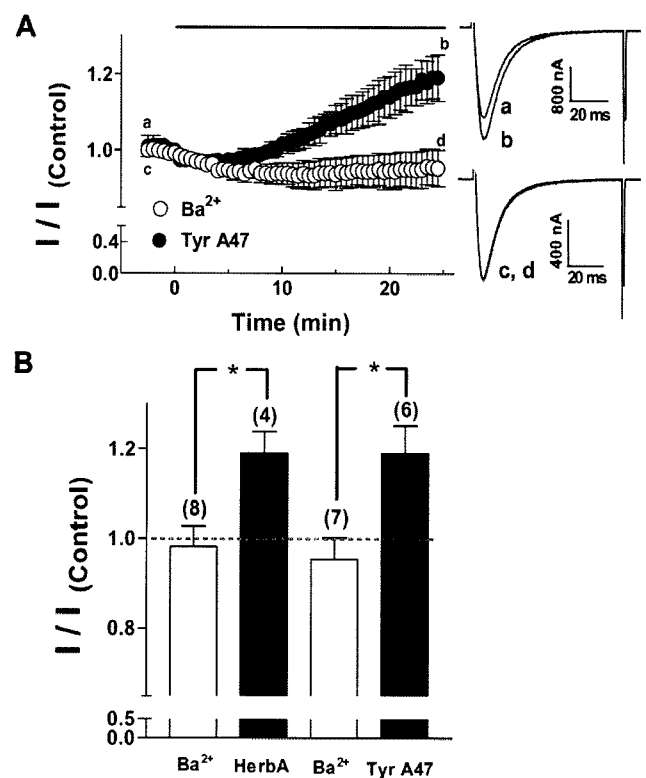 A
1.2
1.0
0.4
0.0
I / I (Control)
a
b
c
d
Ba2+
Tyr A47
0
10
20
Time (min)
a
b
800 nA
20 ms
c, d
400 nA
20 ms
B
1.2
1.0
0.8
0.5
0.0
I / I (Control)
*
*
(8)
(4)
(7)
(6)
Ba2+ HerbA Ba2+ Tyr A47